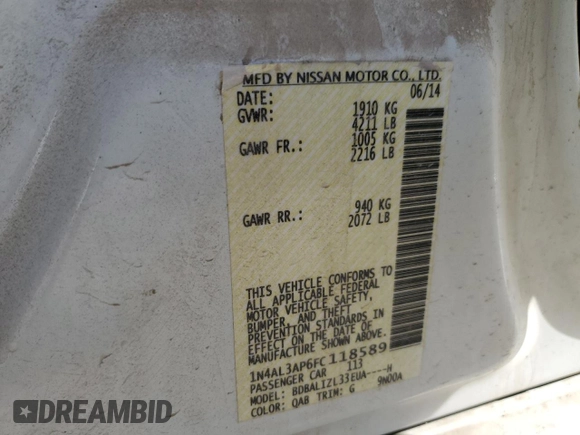 MFD BY NISSAN MOTOR CO., LTD.
DATE: 06/14
GVWR: 1910 KG
4211 LB
GAWR FR.: 1005 KG
2216 LB
GAWR RR.: 940 KG
2072 LB
THIS VEHICLE CONFORMS TO
ALL APPLICABLE FEDERAL
MOTOR VEHICLE SAFETY,
BUMPER, AND THEFT
PREVENTION STANDARDS IN
EFFECT ON THE DATE OF
MANUFACTURE SHOWN ABOVE.
1N4AL3AP6FC118589
PASSENGER CAR 113
MODEL: BDBALIZL33EUA----H
COLOR: QAB TRIM: G 9N00A
DREAMBID